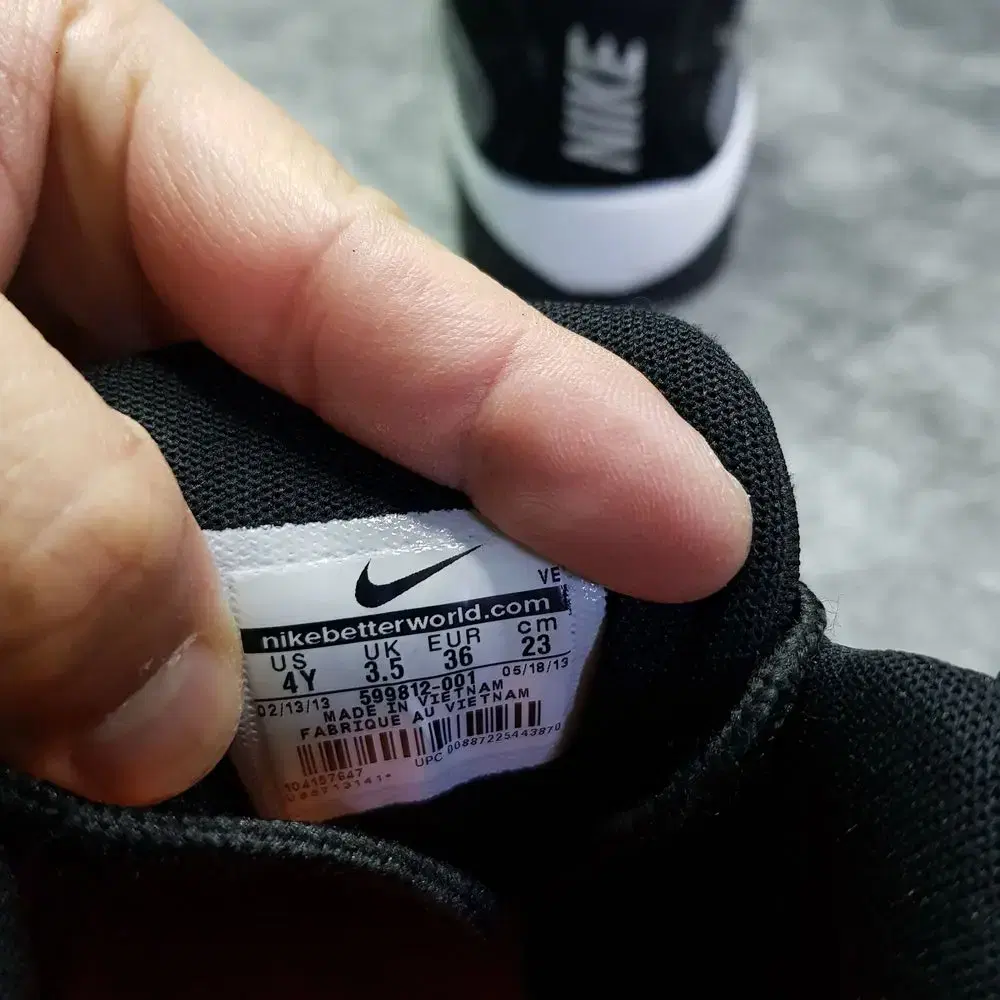 NIKE
VE
nikebetterworld.com
US UK EUR cm
4Y 3.5 36 23
02/13/13 599812-001 05/18/13
MADE IN VIETNAM
FABRIQUE AU VIETNAM
UPC 00887225443870
104157647